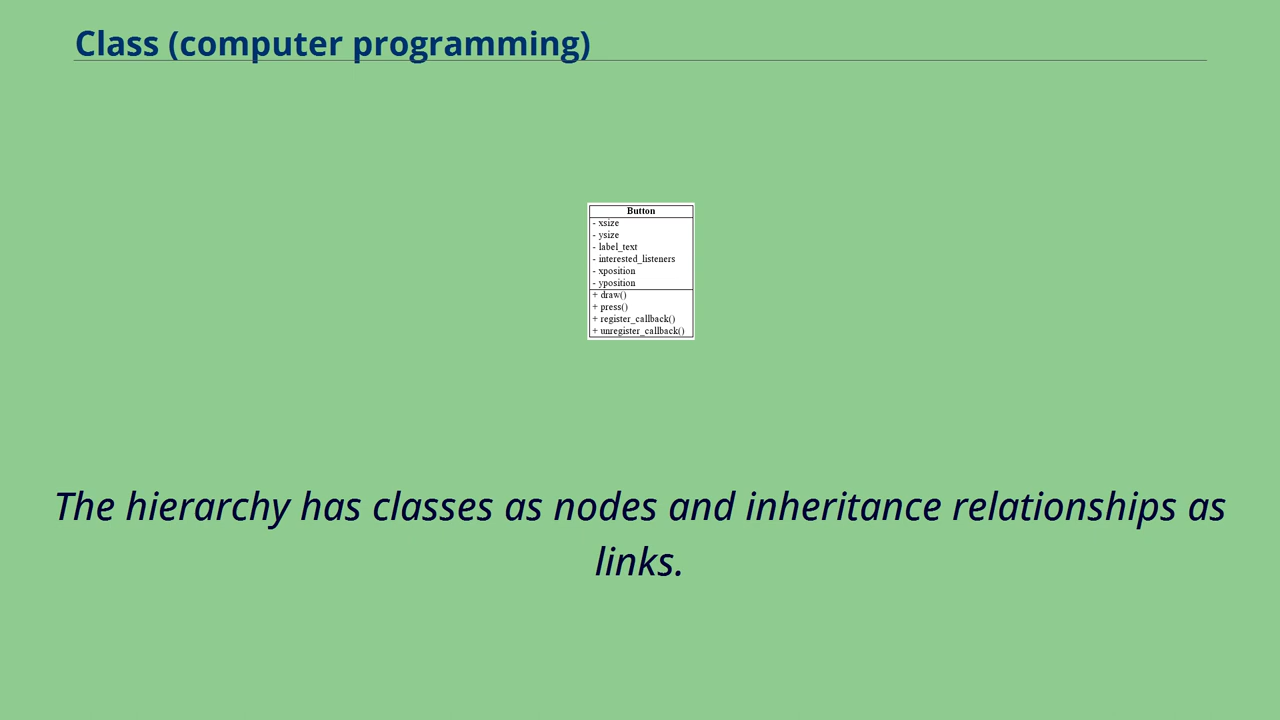 Class (computer programming)
Button
- xsize
- ysize
- label_text
- interested_listeners
- xposition
- yposition
+ draw()
+ press()
+ register_callback()
+ unregister_callback()
The hierarchy has classes as nodes and inheritance relationships as
links.